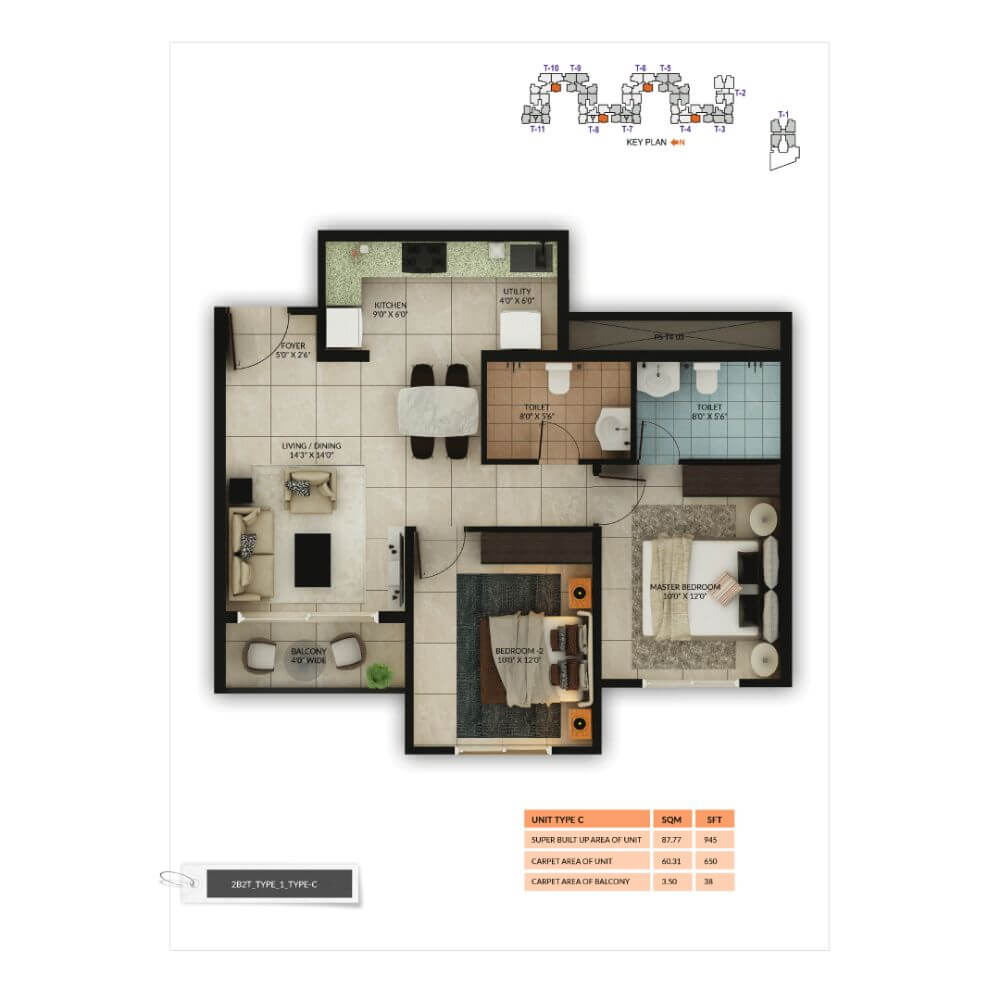 T-10 T-9 T-6 T-5
T-2
T-11 T-8 T-7 T-4 T-3
T-1
KEY PLAN N
KITCHEN
9'0" X 6'0"
UTILITY
4'0" X 6'0"
FOYER
5'0" X 2'6"
TOILET
8'0" X 5'6"
TOILET
8'0" X 5'6"
LIVING / DINING
14'3" X 14'0"
MASTER BEDROOM
10'0" X 12'0"
BALCONY
4'0" WIDE
BEDROOM -2
10'0" X 12'0"
UNIT TYPE C SQM SFT
SUPER BUILT UP AREA OF UNIT 87.77 945
CARPET AREA OF UNIT 60.31 650
CARPET AREA OF BALCONY 3.50 38
2B2T_TYPE_1_TYPE-C